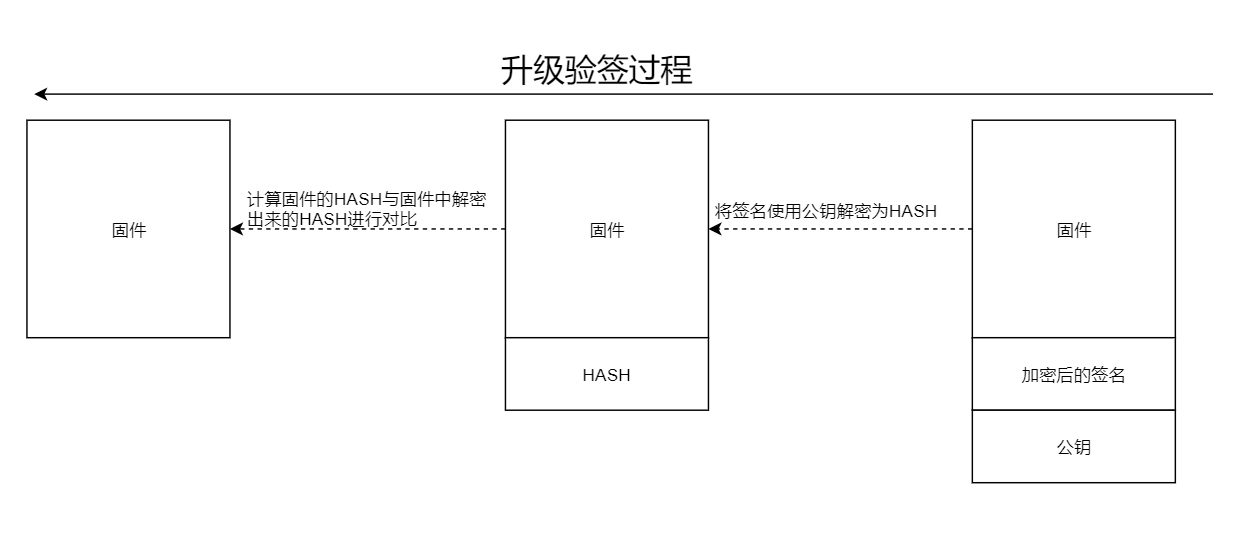 升级验签过程
固件
计算固件的HASH与固件中解密
出来的HASH进行对比
固件
HASH
将签名使用公钥解密为HASH
固件
加密后的签名
公钥